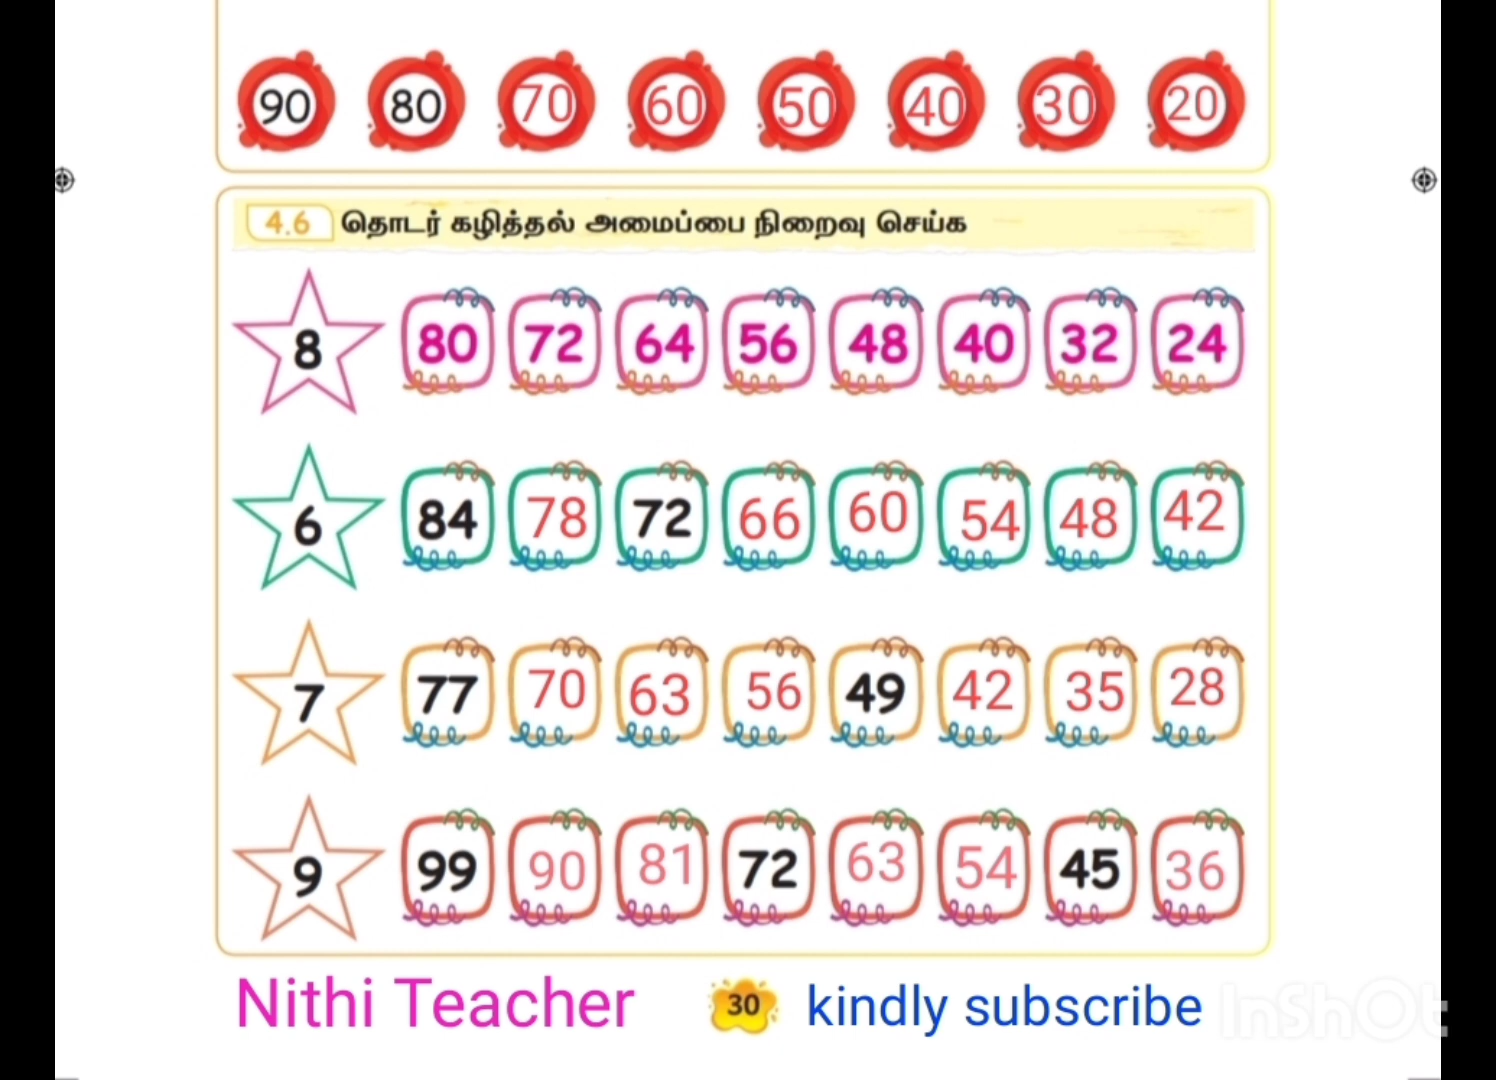 90 80 70 60 50 40 30 20
4.6 தொடர் கழித்தல் அமைப்பை நிறைவு செய்க
8 80 72 64 56 48 40 32 24
6 84 78 72 66 60 54 48 42
7 77 70 63 56 49 42 35 28
9 99 90 81 72 63 54 45 36
Nithi Teacher 30 kindly subscribe InShOt